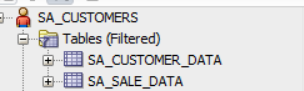 SA_CUSTOMERS
Tables (Filtered)
SA_CUSTOMER_DATA
SA_SALE_DATA